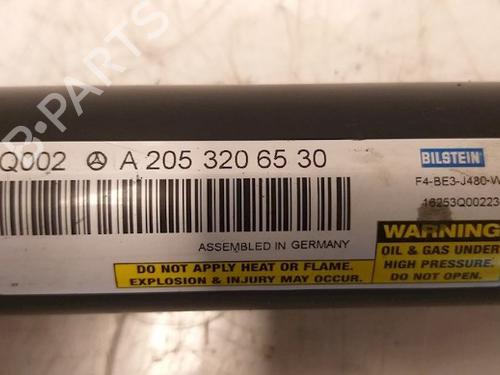 B-PARTS
Q002 A 205 320 65 30
ASSEMBLED IN GERMANY
DO NOT APPLY HEAT OR FLAME.
EXPLOSION & INJURY MAY OCCUR.
BILSTEIN
F4-BE3-J480-W
16253Q00223
WARNING
OIL & GAS UNDER
HIGH PRESSURE.
DO NOT OPEN.